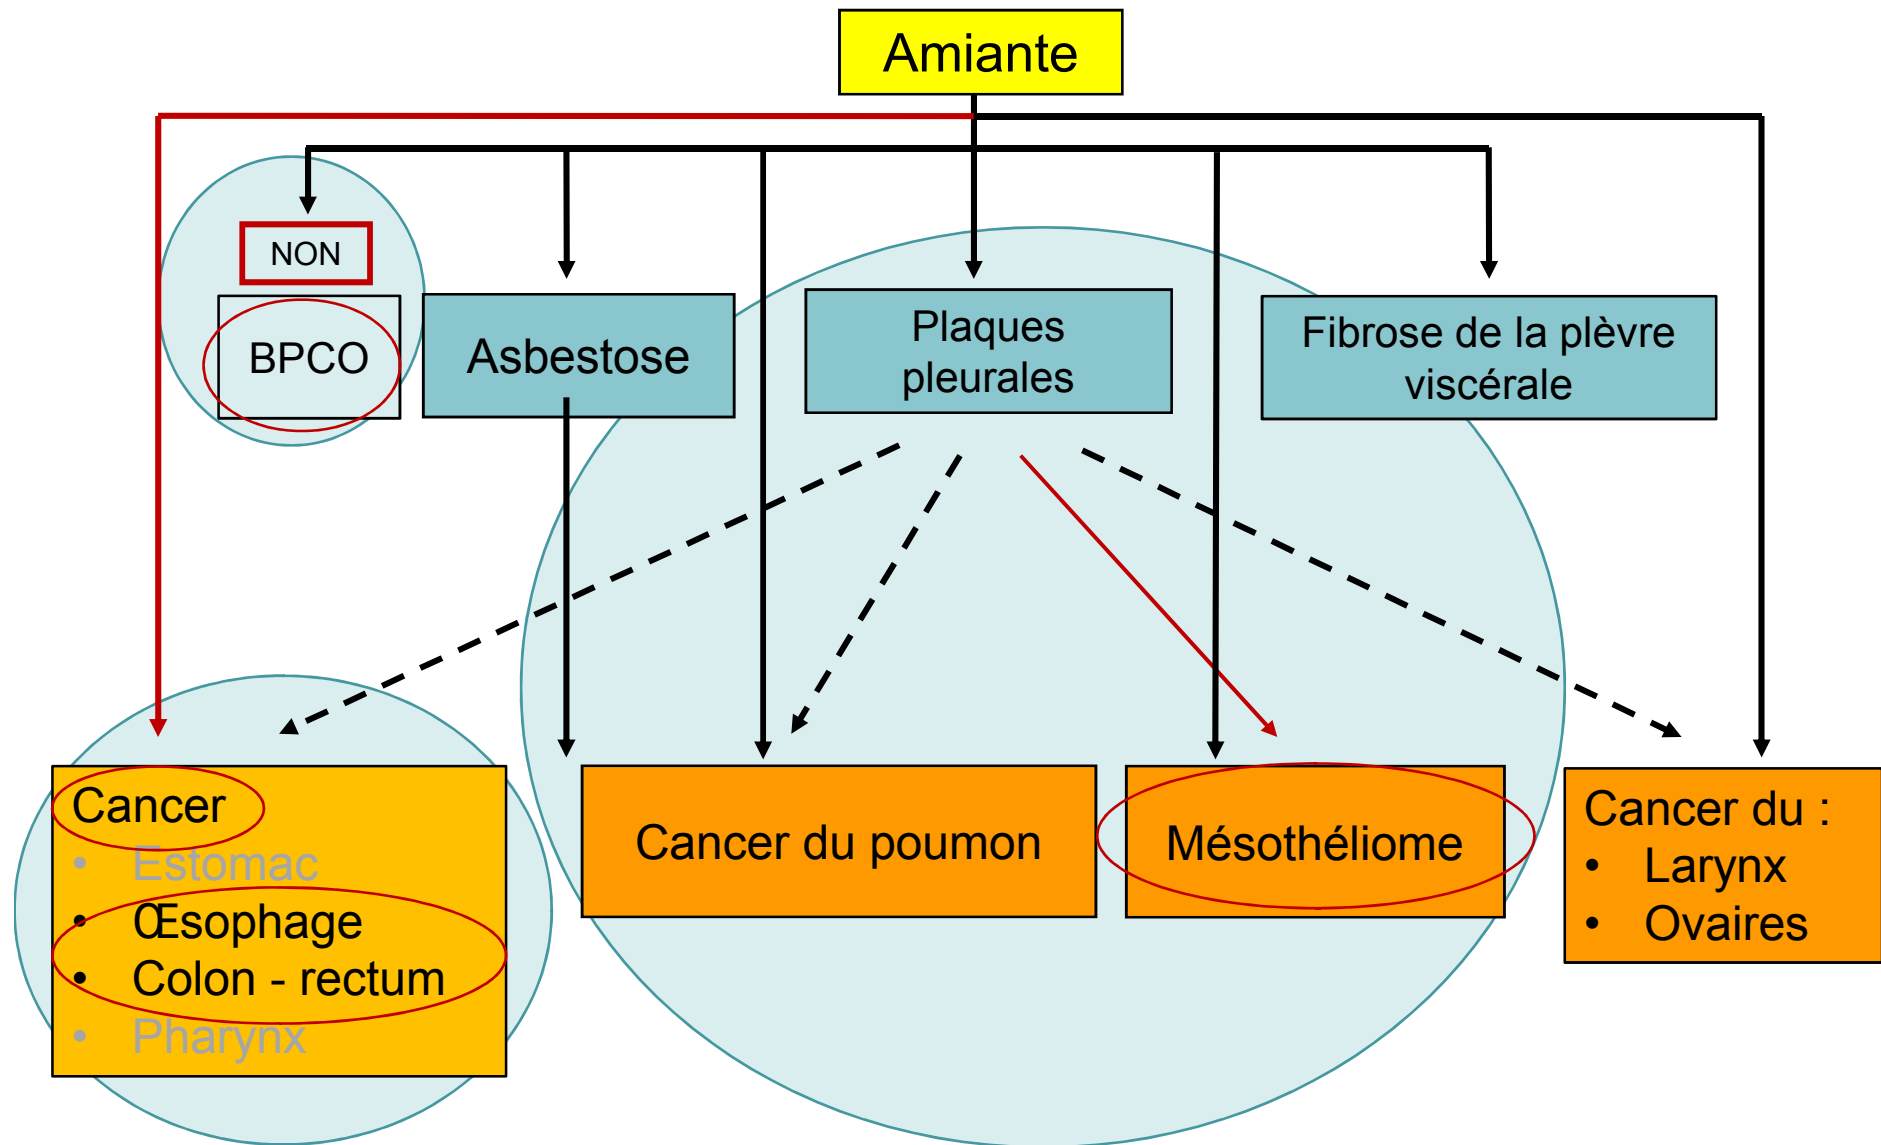 Amiante
NON
BPCO
Asbestose
Plaques
pleurales
Fibrose de la plèvre
viscérale
Cancer
• Estomac
• Œsophage
• Colon - rectum
• Pharynx
Cancer du poumon
Mésothéliome
Cancer du :
• Larynx
• Ovaires